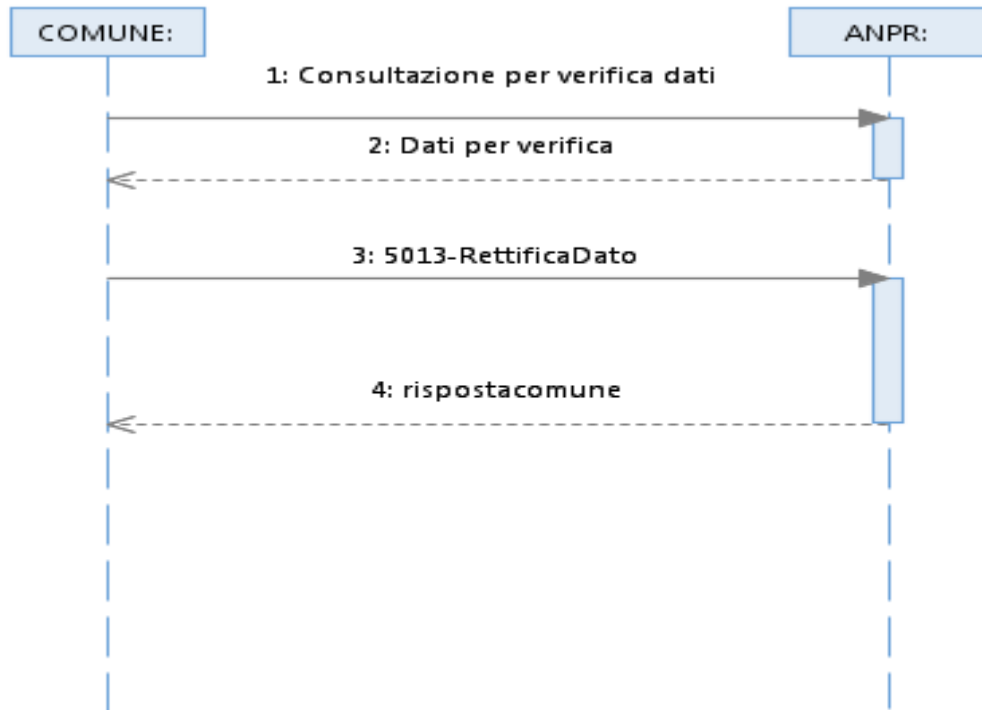 COMUNE:
ANPR:
1: Consultazione per verifica dati
2: Dati per verifica
3: 5013-RettificaDato
4: rispostacomune